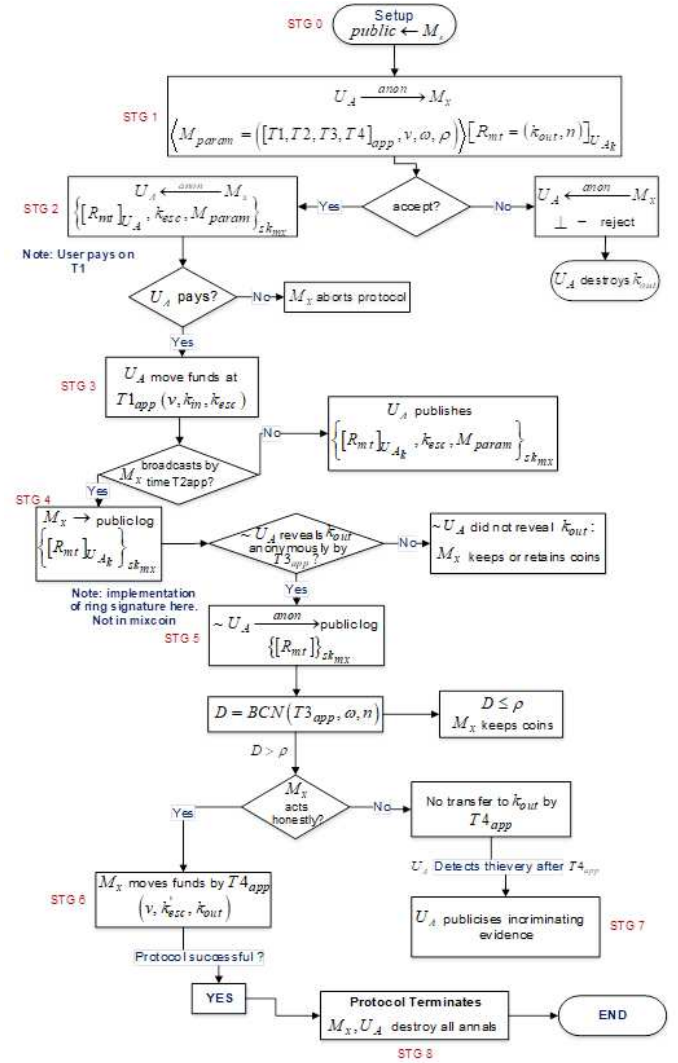 STG 0
Setup
public ← M_x
STG 1
U_A —anon→ M_x
⟨M_param = ([T1, T2, T3, T4]_app, ν, ω, ρ)⟩[R_mt = (k_out, n)]_{U_{Ak}}
STG 2
U_A ←anon— M_x
{[R_mt]_{U_A}, k_esc, M_param}_{sk_mx}
Yes
accept?
No
U_A ←anon— M_x
⊥ – reject
Note: User pays on
T1
U_A destroys k_out
U_A pays?
No
M_x aborts protocol
Yes
STG 3
U_A move funds at
T1_app (ν, k_in, k_esc)
U_A publishes
{[R_mt]_{U_{Ak}}, k_esc, M_param}_{sk_mx}
No
broadcasts by
M_x time T2app?
Yes
STG 4
M_x → public log
{[R_mt]_{U_{Ak}}}_{sk_mx}
~ U_A reveals k_out
anonymously by
T3_app ?
No
~ U_A did not reveal k_out :
M_x keeps or retains coins
Note: implementation
of ring signature here.
Not in mixcoin
Yes
STG 5
~ U_A —anon→ public log
{[R_mt]}_{sk_mx}
D = BCN(T3_app, ω, n)
D ≤ ρ
M_x keeps coins
D > ρ
M_x
acts
honestly?
Yes
No
No transfer to k_out by
T4_app
U_A Detects thievery after T4_app
STG 6
M_x moves funds by T4_app
(ν, k'_esc, k_out)
U_A publicises incriminating
evidence
STG 7
Protocol successful ?
YES
Protocol Terminates
M_x, U_A destroy all annals
END
STG 8